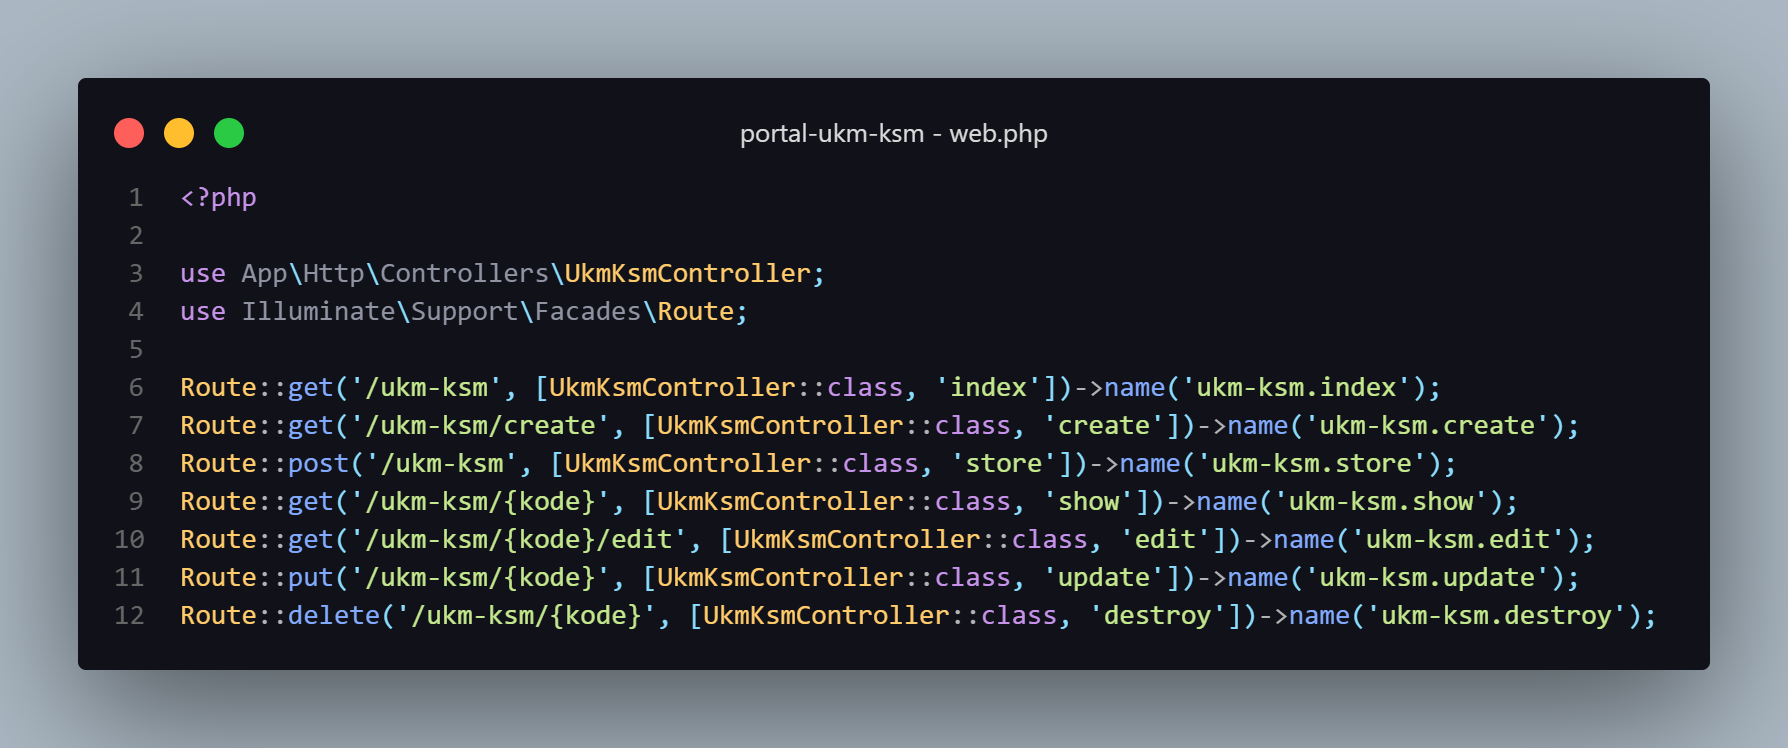 portal-ukm-ksm - web.php
1 <?php
2
3 use App\Http\Controllers\UkmKsmController;
4 use Illuminate\Support\Facades\Route;
5
6 Route::get('/ukm-ksm', [UkmKsmController::class, 'index'])->name('ukm-ksm.index');
7 Route::get('/ukm-ksm/create', [UkmKsmController::class, 'create'])->name('ukm-ksm.create');
8 Route::post('/ukm-ksm', [UkmKsmController::class, 'store'])->name('ukm-ksm.store');
9 Route::get('/ukm-ksm/{kode}', [UkmKsmController::class, 'show'])->name('ukm-ksm.show');
10 Route::get('/ukm-ksm/{kode}/edit', [UkmKsmController::class, 'edit'])->name('ukm-ksm.edit');
11 Route::put('/ukm-ksm/{kode}', [UkmKsmController::class, 'update'])->name('ukm-ksm.update');
12 Route::delete('/ukm-ksm/{kode}', [UkmKsmController::class, 'destroy'])->name('ukm-ksm.destroy');